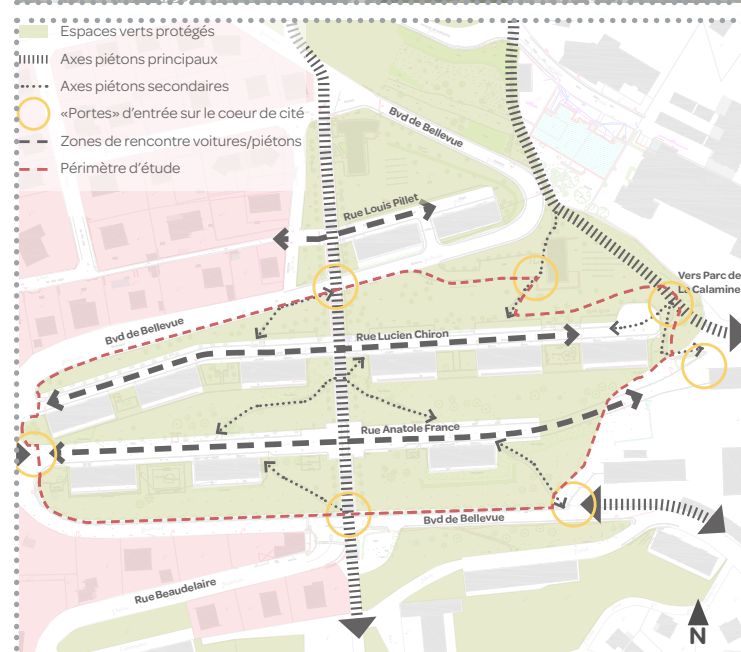 Espaces verts protégés
Axes piétons principaux
Axes piétons secondaires
«Portes» d'entrée sur le coeur de cité
Zones de rencontre voitures/piétons
Périmètre d'étude
Bvd de Bellevue
Rue Louis Pillet
Vers Parc de
La Calamine
Bvd de Bellevue
Rue Lucien Chiron
Rue Anatole France
Bvd de Bellevue
Rue Beaudelaire
N